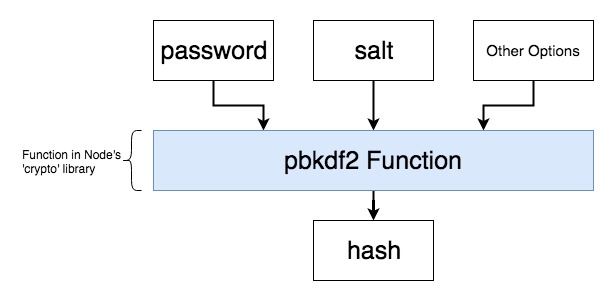 password
salt
Other Options
Function in Node's
'crypto' library
pbkdf2 Function
hash